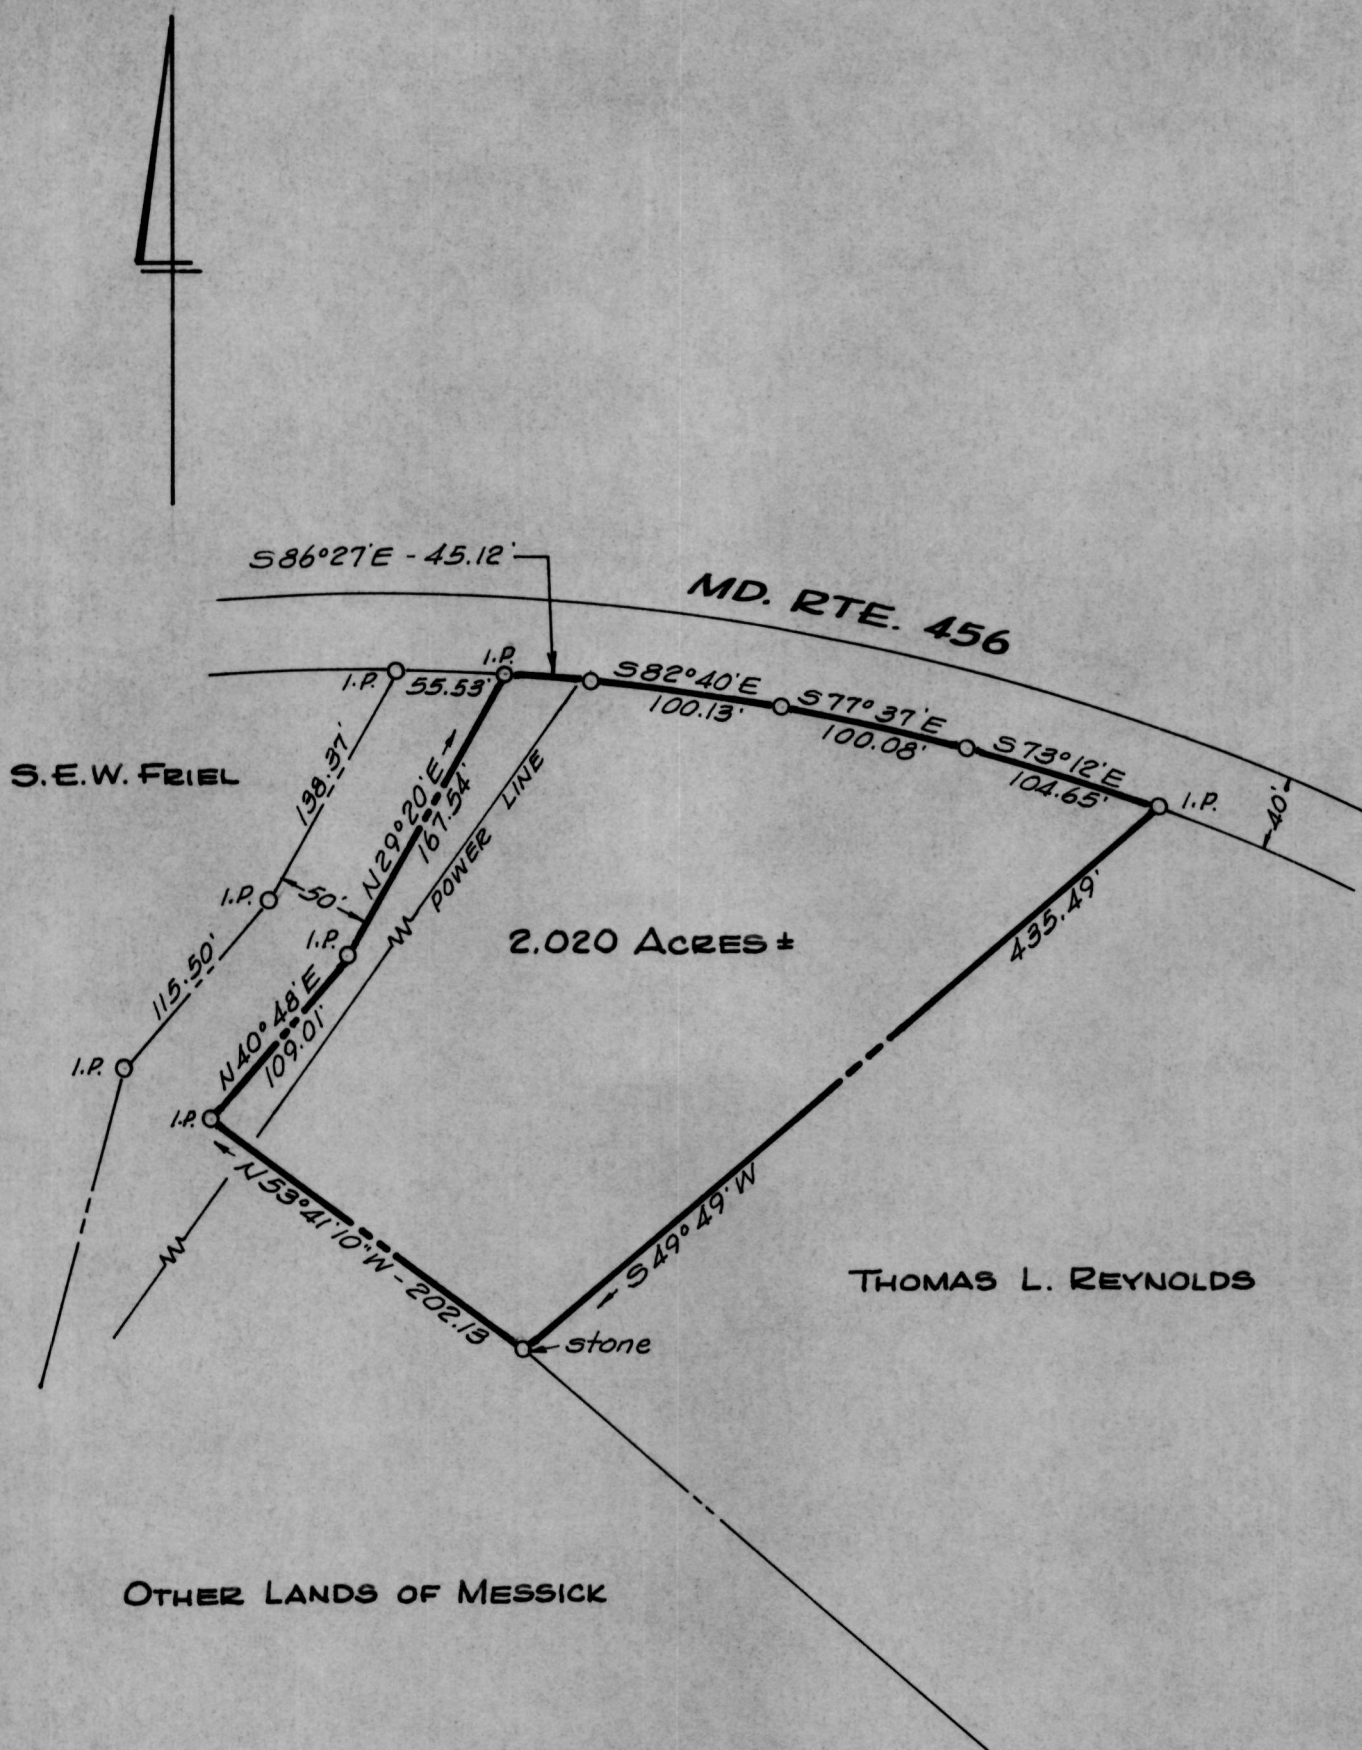 S86°27'E - 45.12'
MD. RTE. 456
I.P.
I.P.
55.53'
S82°40'E
100.13'
S77°37'E
100.08'
S73°12'E
104.65'
I.P.
40'
S.E.W. FRIEL
138.37'
N29°20'E
167.54'
POWER LINE
I.P.
50'
I.P.
2.020 ACRES ±
435.49'
115.50'
N40°48'E
109.01'
I.P.
I.P.
N53°41'10"W - 202.13
S49°49'W
THOMAS L. REYNOLDS
stone
OTHER LANDS OF MESSICK